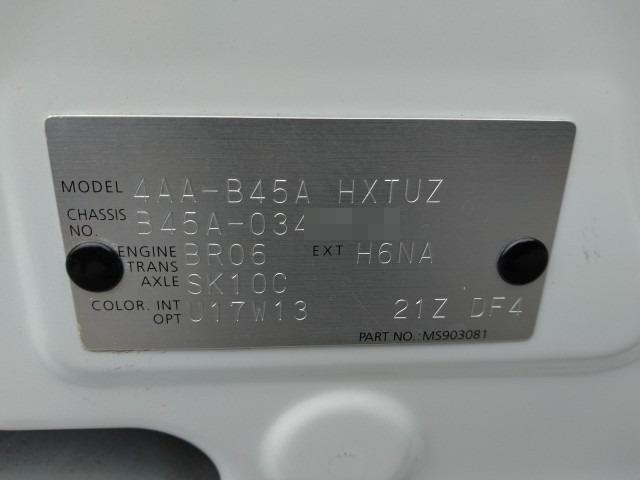 MODEL 4AA-B45A HXTUZ
CHASSIS NO. B45A-034
ENGINE BR06 EXT H6NA
TRANS AXLE SK10C
COLOR. INT OPT U17W13 21Z DF4
PART NO.:MS903081